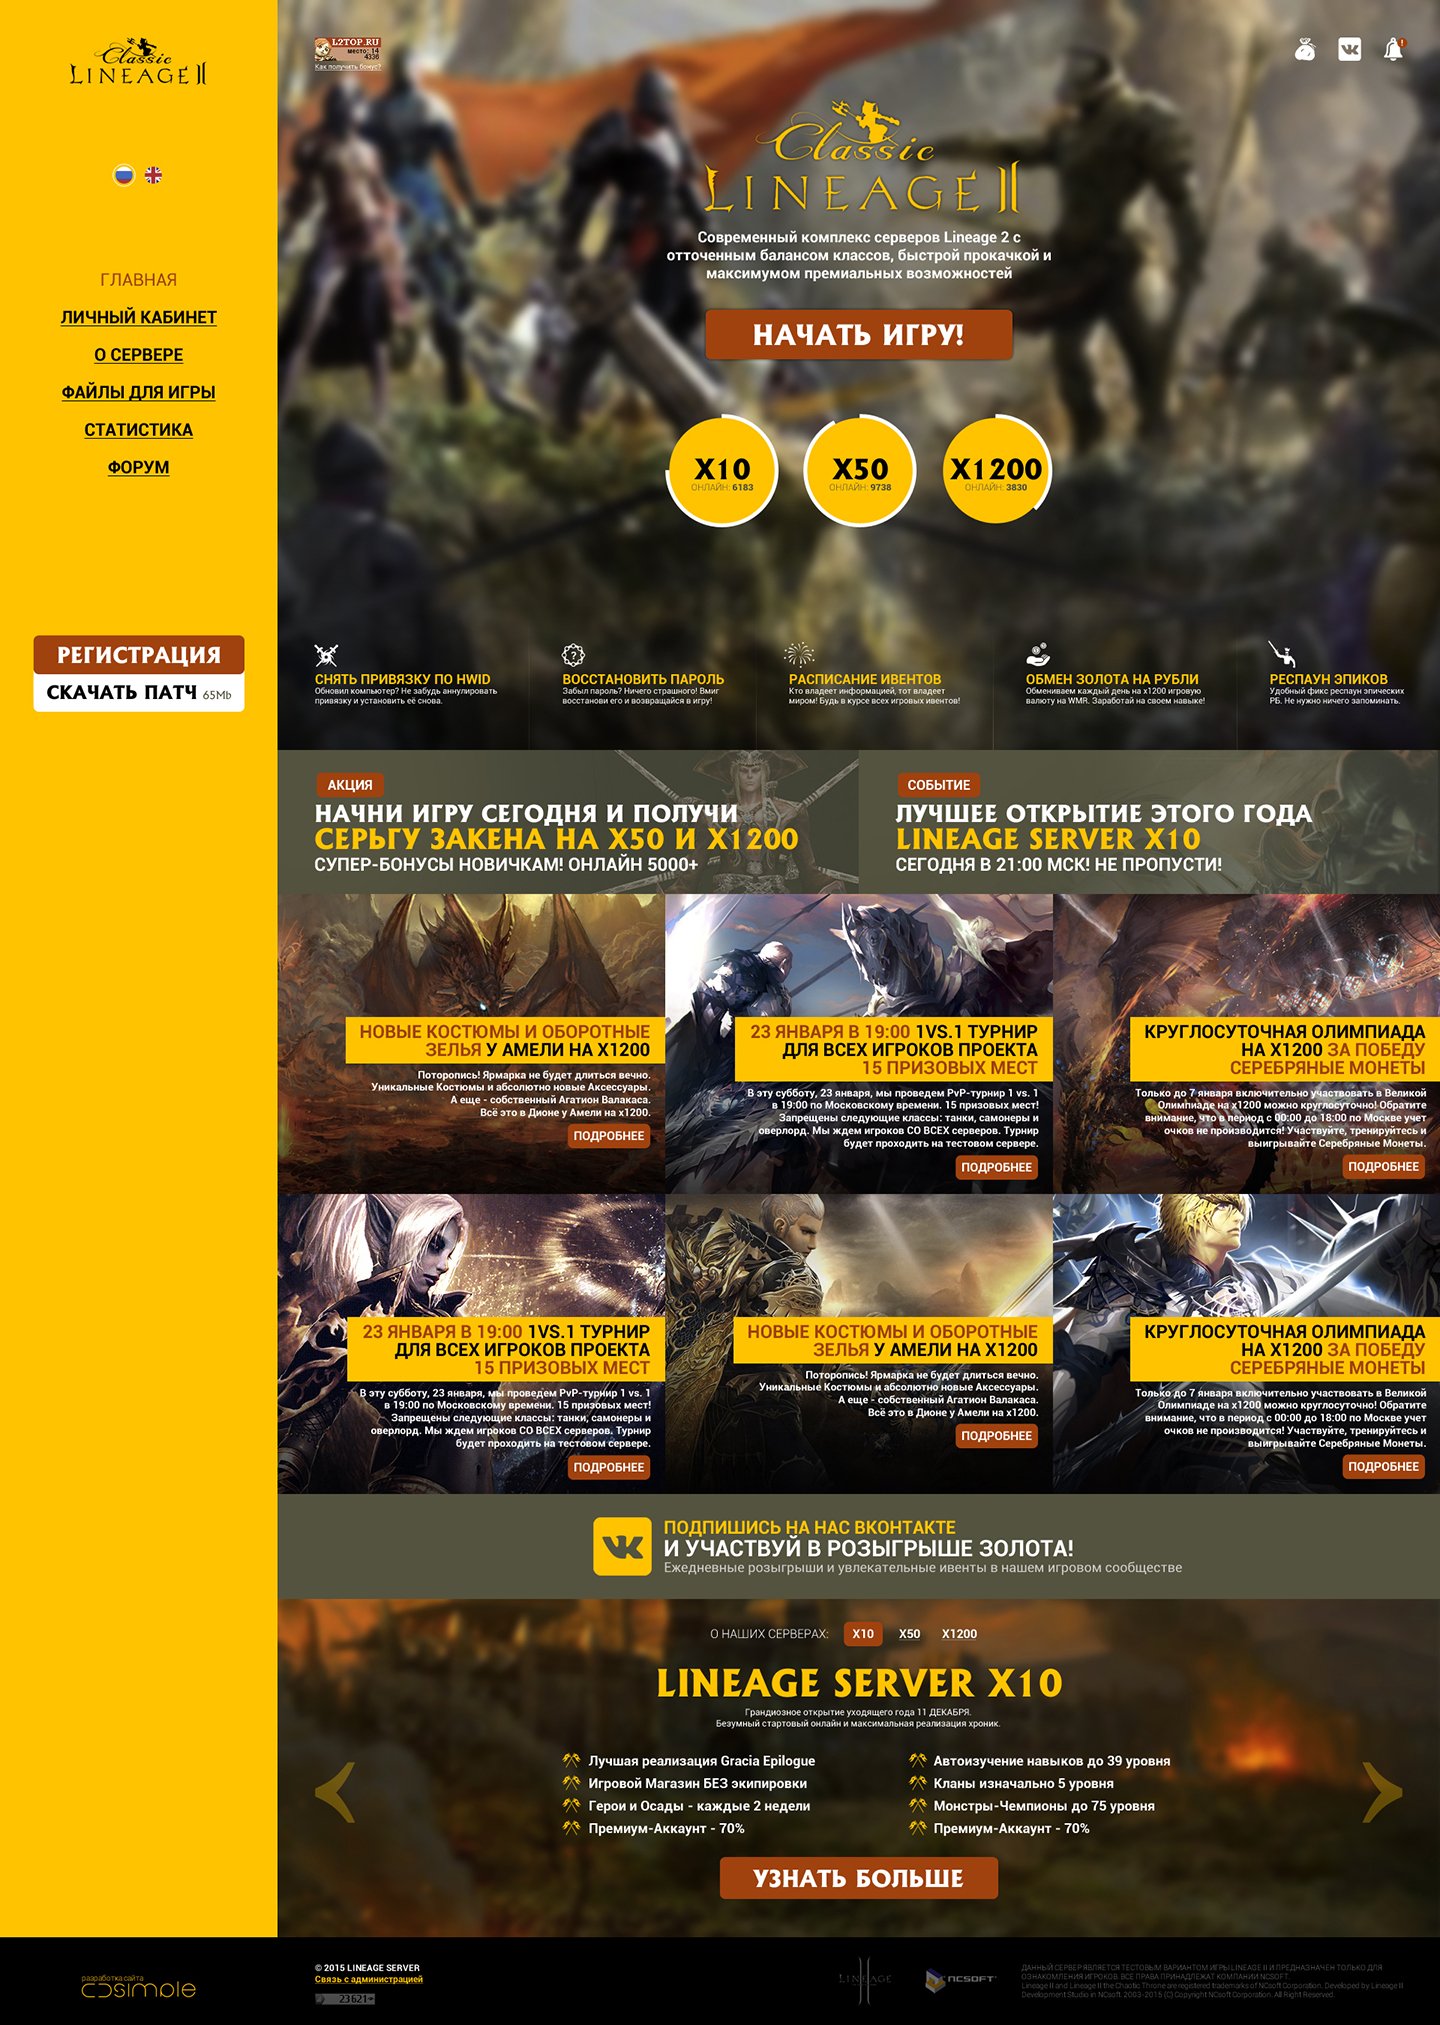 Classic
LINEAGE II
ГЛАВНАЯ
ЛИЧНЫЙ КАБИНЕТ
О СЕРВЕРЕ
ФАЙЛЫ ДЛЯ ИГРЫ
СТАТИСТИКА
ФОРУМ
РЕГИСТРАЦИЯ
СКАЧАТЬ ПАТЧ 65Mb
L2TOP.RU
место: 14
4336
Как получить бонус?
Classic
LINEAGE II
Современный комплекс серверов Lineage 2 с
отточенным балансом классов, быстрой прокачкой и
максимумом премиальных возможностей
НАЧАТЬ ИГРУ!
X10
ОНЛАЙН: 6183
X50
ОНЛАЙН: 9738
X1200
ОНЛАЙН: 3830
СНЯТЬ ПРИВЯЗКУ ПО HWID
Обновил компьютер? Не забудь аннулировать
привязку и установить её снова.
ВОССТАНОВИТЬ ПАРОЛЬ
Забыл пароль? Ничего страшного! Вмиг
восстанови его и возвращайся в игру!
РАСПИСАНИЕ ИВЕНТОВ
Кто владеет информацией, тот владеет
миром! Будь в курсе всех игровых ивентов!
ОБМЕН ЗОЛОТА НА РУБЛИ
Обмениваем каждый день на x1200 игровую
валюту на WMR. Заработай на своем навыке!
РЕСПАУН ЭПИКОВ
Удобный фикс респаун эпических
РБ. Не нужно ничего запоминать.
АКЦИЯ
НАЧНИ ИГРУ СЕГОДНЯ И ПОЛУЧИ
СЕРЬГУ ЗАКЕНА НА X50 И X1200
СУПЕР-БОНУСЫ НОВИЧКАМ! ОНЛАЙН 5000+
СОБЫТИЕ
ЛУЧШЕЕ ОТКРЫТИЕ ЭТОГО ГОДА
LINEAGE SERVER X10
СЕГОДНЯ В 21:00 МСК! НЕ ПРОПУСТИ!
НОВЫЕ КОСТЮМЫ И ОБОРОТНЫЕ
ЗЕЛЬЯ У АМЕЛИ НА X1200
Поторопись! Ярмарка не будет длиться вечно.
Уникальные Костюмы и абсолютно новые Аксессуары.
А еще - собственный Агатион Валакаса.
Всё это в Дионе у Амели на x1200.
ПОДРОБНЕЕ
23 ЯНВАРЯ В 19:00 1VS.1 ТУРНИР
ДЛЯ ВСЕХ ИГРОКОВ ПРОЕКТА
15 ПРИЗОВЫХ МЕСТ
В эту субботу, 23 января, мы проведем PvP-турнир 1 vs. 1
в 19:00 по Московскому времени. 15 призовых мест!
Запрещены следующие классы: танки, самонеры и
оверлорд. Мы ждем игроков СО ВСЕХ серверов. Турнир
будет проходить на тестовом сервере.
ПОДРОБНЕЕ
КРУГЛОСУТОЧНАЯ ОЛИМПИАДА
НА X1200 ЗА ПОБЕДУ
СЕРЕБРЯНЫЕ МОНЕТЫ
Только до 7 января включительно участвовать в Великой
Олимпиаде на x1200 можно круглосуточно! Обратите
внимание, что в период с 00:00 до 18:00 по Москве учет
очков не производится! Участвуйте, тренируйтесь и
выигрывайте Серебряные Монеты.
ПОДРОБНЕЕ
23 ЯНВАРЯ В 19:00 1VS.1 ТУРНИР
ДЛЯ ВСЕХ ИГРОКОВ ПРОЕКТА
15 ПРИЗОВЫХ МЕСТ
В эту субботу, 23 января, мы проведем PvP-турнир 1 vs. 1
в 19:00 по Московскому времени. 15 призовых мест!
Запрещены следующие классы: танки, самонеры и
оверлорд. Мы ждем игроков СО ВСЕХ серверов. Турнир
будет проходить на тестовом сервере.
ПОДРОБНЕЕ
НОВЫЕ КОСТЮМЫ И ОБОРОТНЫЕ
ЗЕЛЬЯ У АМЕЛИ НА X1200
Поторопись! Ярмарка не будет длиться вечно.
Уникальные Костюмы и абсолютно новые Аксессуары.
А еще - собственный Агатион Валакаса.
Всё это в Дионе у Амели на x1200.
ПОДРОБНЕЕ
КРУГЛОСУТОЧНАЯ ОЛИМПИАДА
НА X1200 ЗА ПОБЕДУ
СЕРЕБРЯНЫЕ МОНЕТЫ
Только до 7 января включительно участвовать в Великой
Олимпиаде на x1200 можно круглосуточно! Обратите
внимание, что в период с 00:00 до 18:00 по Москве учет
очков не производится! Участвуйте, тренируйтесь и
выигрывайте Серебряные Монеты.
ПОДРОБНЕЕ
ПОДПИШИСЬ НА НАС ВКОНТАКТЕ
И УЧАСТВУЙ В РОЗЫГРЫШЕ ЗОЛОТА!
Ежедневные розыгрыши и увлекательные ивенты в нашем игровом сообществе
О НАШИХ СЕРВЕРАХ: X10 X50 X1200
LINEAGE SERVER X10
Грандиозное открытие уходящего года 11 ДЕКАБРЯ.
Безумный стартовый онлайн и максимальная реализация хроник.
Лучшая реализация Gracia Epilogue
Игровой Магазин БЕЗ экипировки
Герои и Осады - каждые 2 недели
Премиум-Аккаунт - 70%
Автоизучение навыков до 39 уровня
Кланы изначально 5 уровня
Монстры-Чемпионы до 75 уровня
Премиум-Аккаунт - 70%
УЗНАТЬ БОЛЬШЕ
разработка сайта
simple
© 2015 LINEAGE SERVER
Связь с администрацией
23621
LINEAGE II
NCSOFT
ДАННЫЙ СЕРВЕР ЯВЛЯЕТСЯ ТЕСТОВЫМ ВАРИАНТОМ ИГРЫ LINEAGE II И ПРЕДНАЗНАЧЕН ТОЛЬКО ДЛЯ
ОЗНАКОМЛЕНИЯ ИГРОКОВ. ВСЕ ПРАВА ПРИНАДЛЕЖАТ КОМПАНИИ NCSOFT.
Lineage II and Lineage II the Chaotic Throne are registered trademarks of NCsoft Corporation. Developed by Lineage II
Development Studio in NCsoft. 2003-2015 (C) Copyright NCsoft Corporation. All Right Reserved.